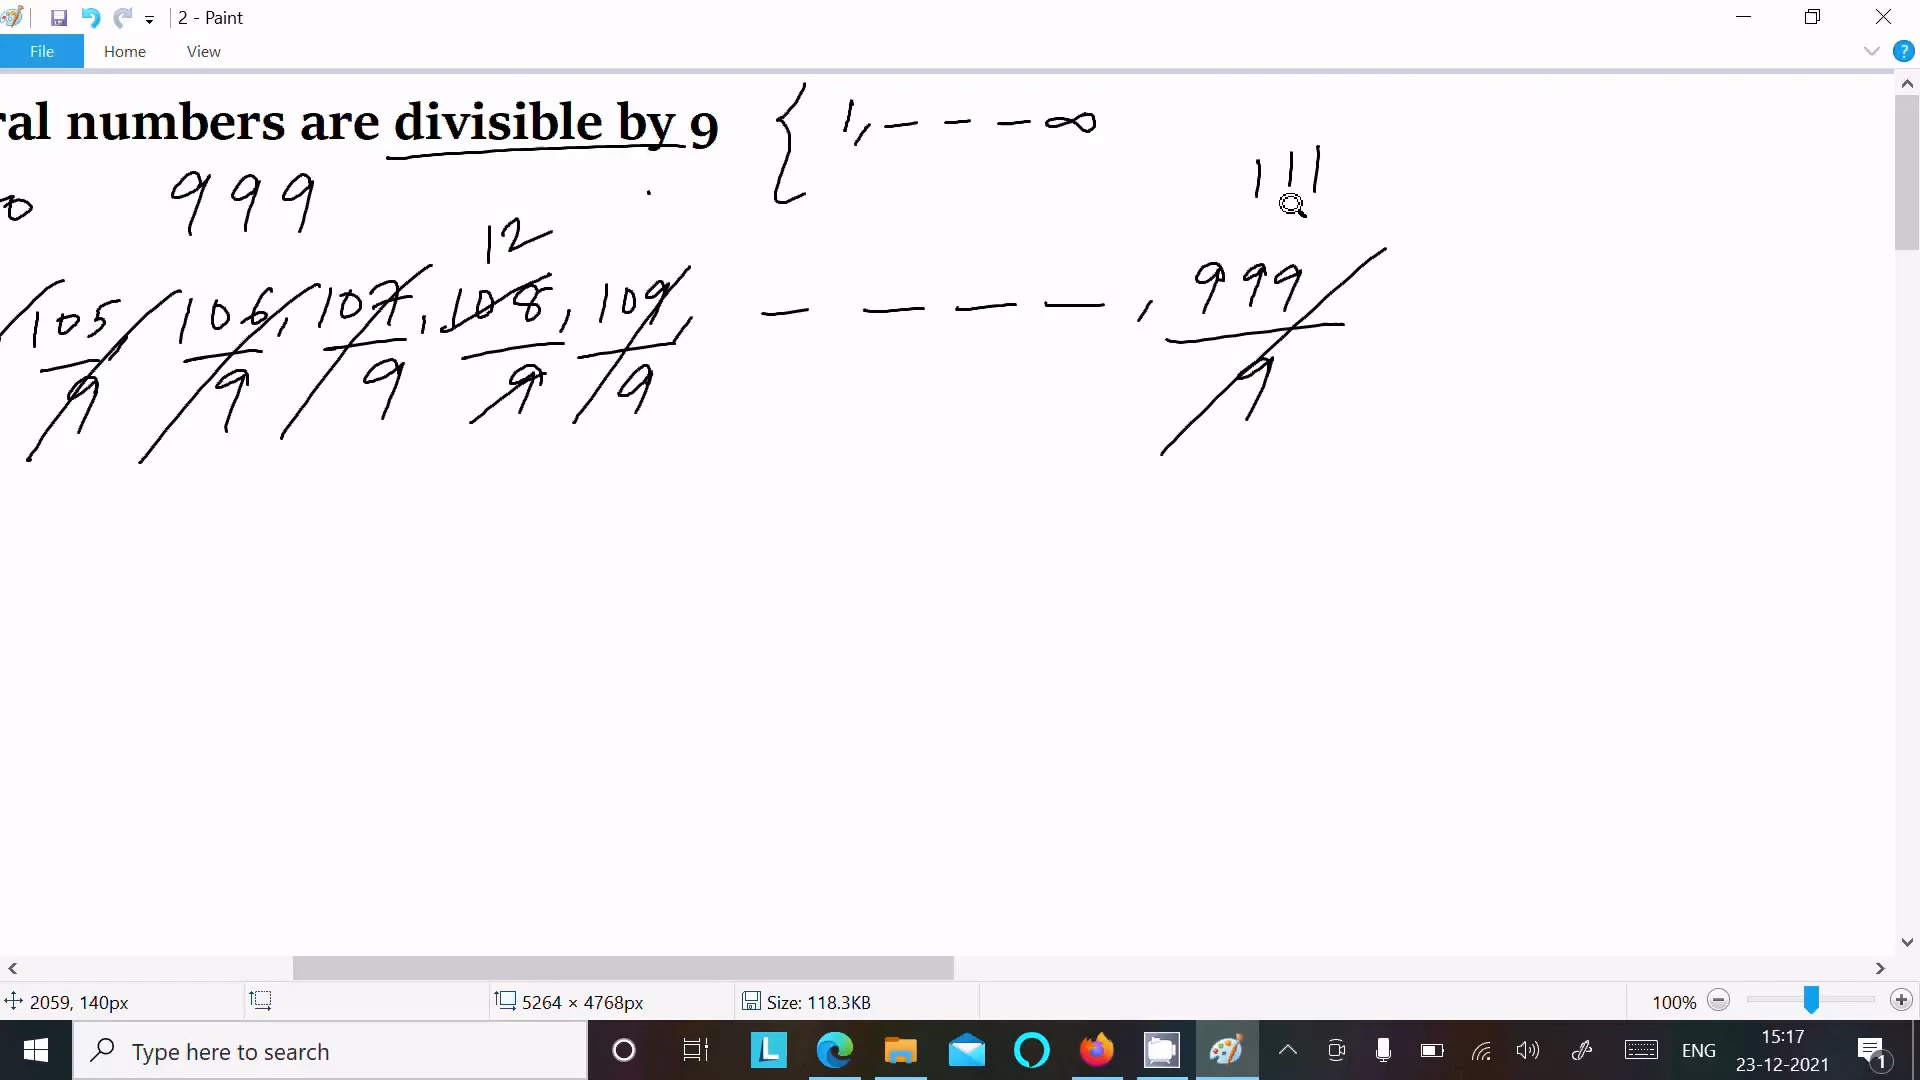 2 - Paint
File Home View
ral numbers are divisible by 9 { 1, - - - ∞
0 999 111
12
105, 106, 107, 108, 109, - - - -, 999
9 9 9 9 9 9
2059, 140px 5264 × 4768px Size: 118.3KB 100%
Type here to search ENG 15:17
23-12-2021 1